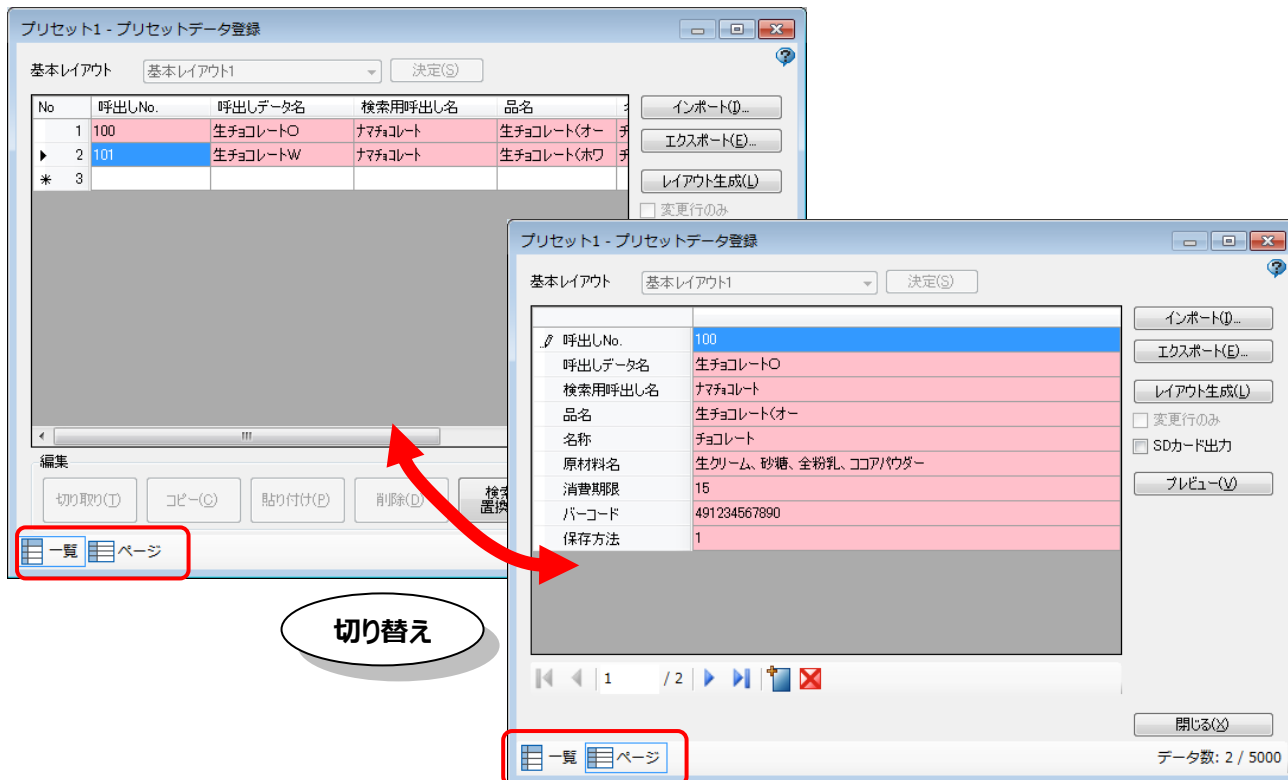 プリセット1 - プリセットデータ登録
基本レイアウト 基本レイアウト1 決定(S)
No 呼出しNo. 呼出しデータ名 検索用呼出し名 品名
1 100 生チョコレートO ナマチョコレート 生チョコレート(オー チ
2 101 生チョコレートW ナマチョコレート 生チョコレート(ホワ チ
3
インポート(I)...
エクスポート(E)...
レイアウト生成(L)
変更行のみ
編集
切り取り(T) コピー(C) 貼り付け(P) 削除(D)
一覧 ページ
切り替え
プリセット1 - プリセットデータ登録
基本レイアウト 基本レイアウト1 決定(S)
呼出しNo. 100
呼出しデータ名 生チョコレートO
検索用呼出し名 ナマチョコレート
品名 生チョコレート(オー
名称 チョコレート
原材料名 生クリーム、砂糖、全粉乳、ココアパウダー
消費期限 15
バーコード 491234567890
保存方法 1
インポート(I)...
エクスポート(E)...
レイアウト生成(L)
変更行のみ
SDカード出力
プレビュー(V)
1 / 2
閉じる(X)
一覧 ページ データ数: 2 / 5000